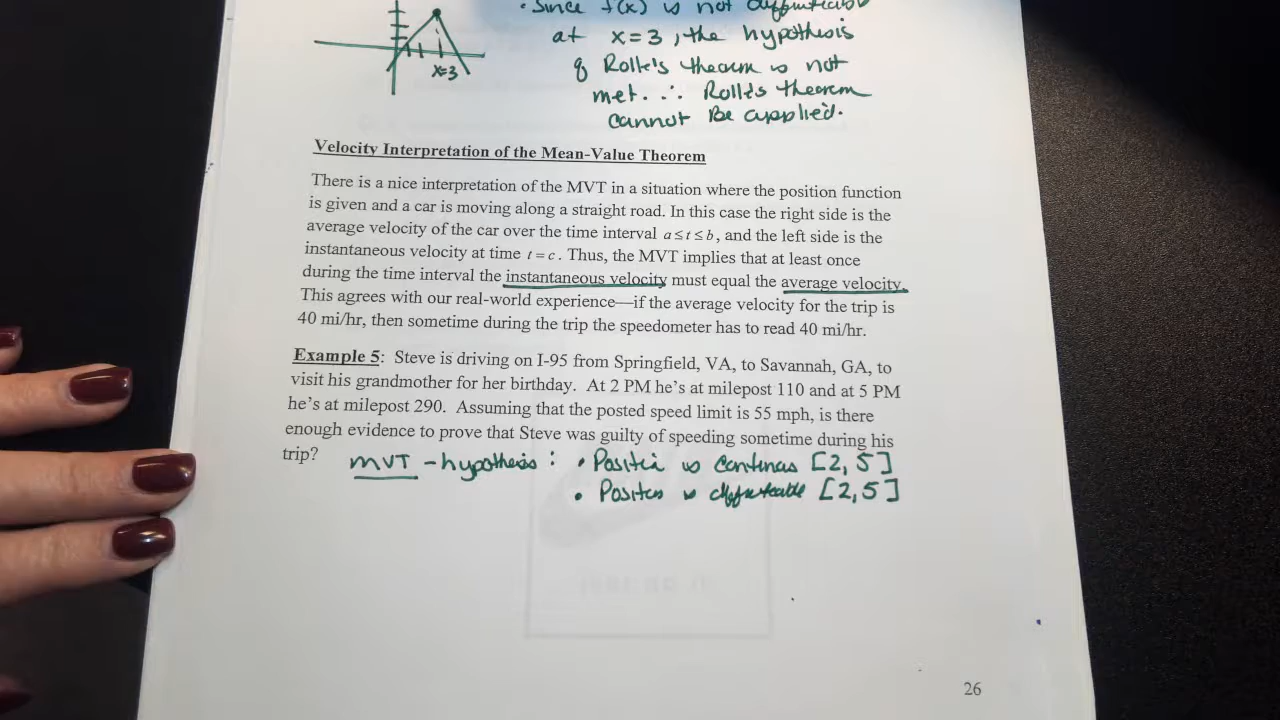 • Since f(x) is not
at x=3, the hypothesis
of Rolle's theorem is not
x=3
met. ∴ Rolle's theorem
cannot Be applied.
Velocity Interpretation of the Mean-Value Theorem
There is a nice interpretation of the MVT in a situation where the position function
is given and a car is moving along a straight road. In this case the right side is the
average velocity of the car over the time interval a ≤ t ≤ b, and the left side is the
instantaneous velocity at time t = c. Thus, the MVT implies that at least once
during the time interval the instantaneous velocity must equal the average velocity.
This agrees with our real-world experience—if the average velocity for the trip is
40 mi/hr, then sometime during the trip the speedometer has to read 40 mi/hr.
Example 5: Steve is driving on I-95 from Springfield, VA, to Savannah, GA, to
visit his grandmother for her birthday. At 2 PM he's at milepost 110 and at 5 PM
he's at milepost 290. Assuming that the posted speed limit is 55 mph, is there
enough evidence to prove that Steve was guilty of speeding sometime during his
trip? MVT - hypothesis: • Position is continuous [2, 5]
• Position is differentiable [2,5]
26